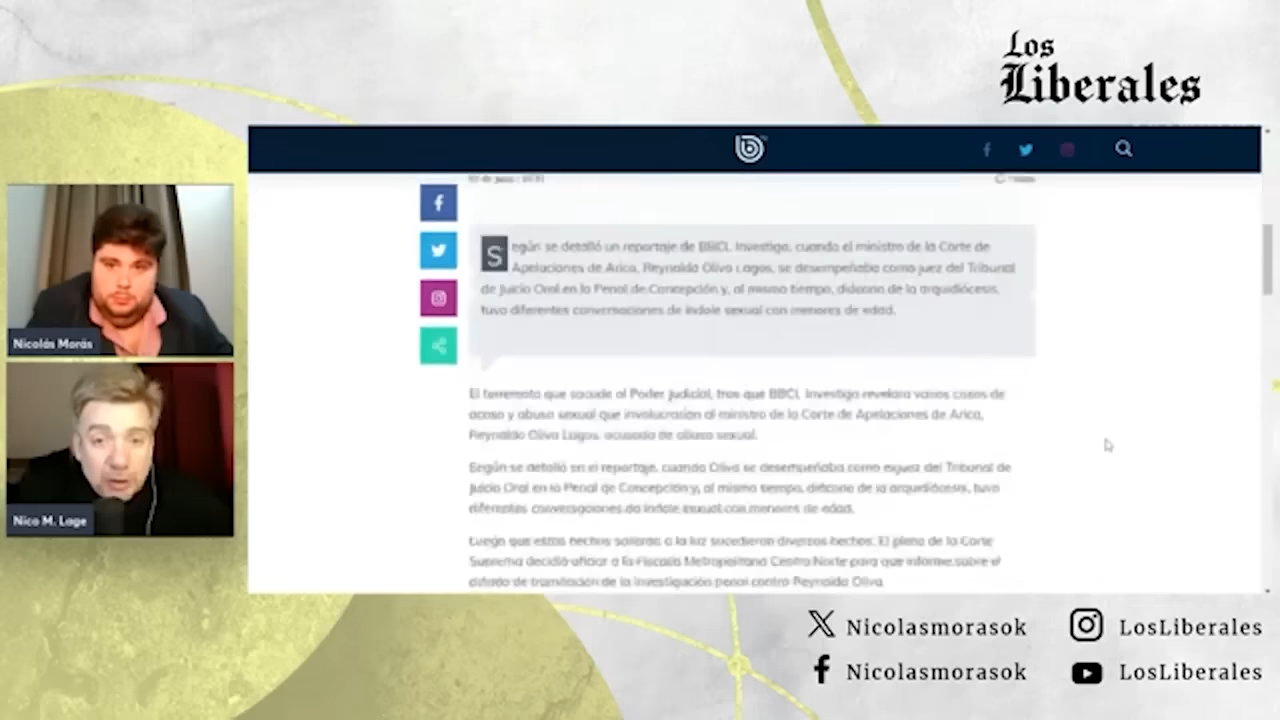 Los
Liberales
Nicolás Morás
Nico M. Lage
Según se detalló un reportaje de BBCL Investiga, cuando el ministro de la Corte de
Apelaciones de Arica, Reynaldo Oliva Lagos, se desempeñaba como juez del Tribunal
de Juicio Oral en lo Penal de Concepción y, al mismo tiempo, diácono de la arquidiócesis,
tuvo diferentes conversaciones de índole sexual con menores de edad.
El terremoto que sacude al Poder Judicial, tras que BBCL Investiga revelara varios casos de
acoso y abuso sexual que involucrarían al ministro de la Corte de Apelaciones de Arica,
Reynaldo Oliva Lagos, acusado de abuso sexual.
Según se detalló en el reportaje, cuando Oliva se desempeñaba como exjuez del Tribunal de
Juicio Oral en lo Penal de Concepción y, al mismo tiempo, diácono de la arquidiócesis, tuvo
diferentes conversaciones de índole sexual con menores de edad.
Luego que estos hechos salieran a la luz sucedieron diversos hechos. El pleno de la Corte
Suprema decidió oficiar a la Fiscalía Metropolitana Centro Norte para que informe sobre el
estado de tramitación de la investigación penal contra Reynaldo Oliva.
Nicolasmorasok
LosLiberales
Nicolasmorasok
LosLiberales